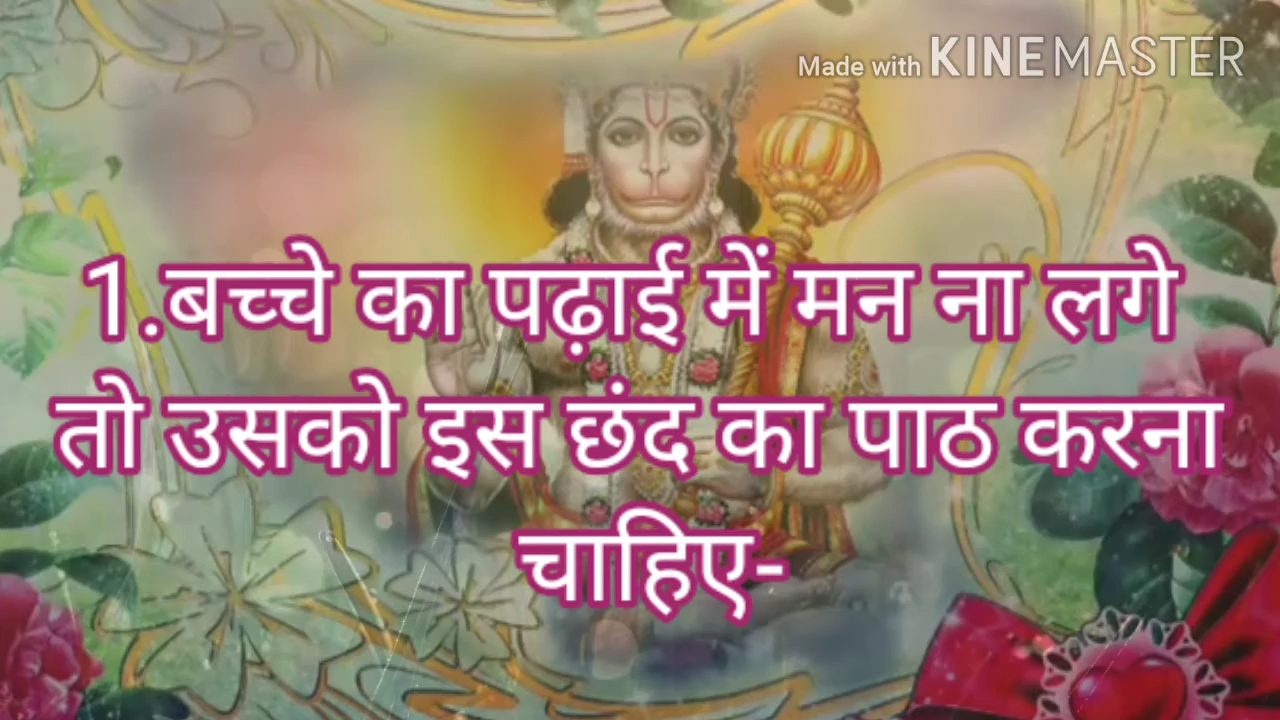 Made with KINEMASTER
1.बच्चे का पढ़ाई में मन ना लगे
तो उसको इस छंद का पाठ करना
चाहिए-